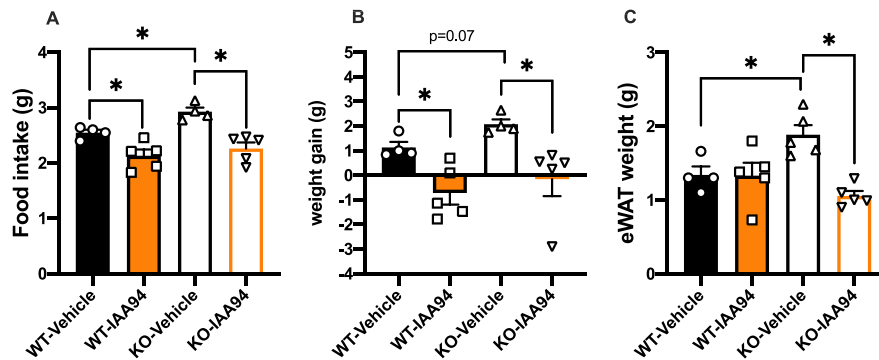 A
Food intake (g)
4
3
2
1
0
*
*
*
WT-Vehicle
WT-IAA94
KO-Vehicle
KO-IAA94
B
weight gain (g)
5
4
3
2
1
0
-1
-2
-3
-4
p=0.07
*
*
WT-Vehicle
WT-IAA94
KO-Vehicle
KO-IAA94
C
eWAT weight (g)
3
2
1
0
*
*
WT-Vehicle
WT-IAA94
KO-Vehicle
KO-IAA94